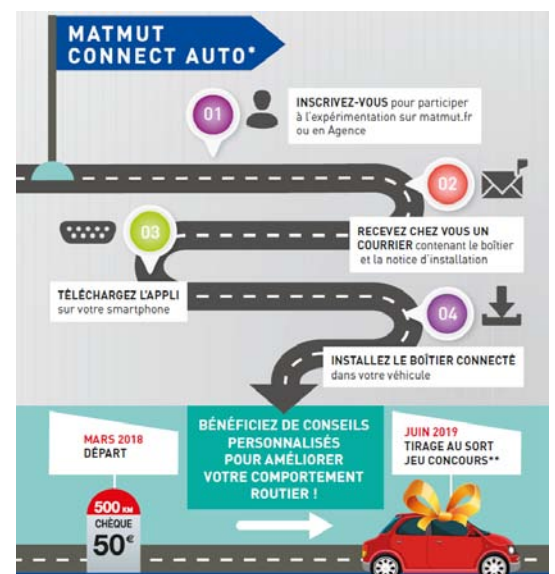 MATMUT
CONNECT AUTO*
01
INSCRIVEZ-VOUS pour participer
à l'expérimentation sur matmut.fr
ou en Agence
02
RECEVEZ CHEZ VOUS UN
COURRIER contenant le boîtier
et la notice d'installation
03
TÉLÉCHARGEZ L'APPLI
sur votre smartphone
04
INSTALLEZ LE BOÎTIER CONNECTÉ
dans votre véhicule
MARS 2018
DÉPART
BÉNÉFICIEZ DE CONSEILS
PERSONNALISÉS
POUR AMÉLIORER
VOTRE COMPORTEMENT
ROUTIER !
JUIN 2019
TIRAGE AU SORT
JEU CONCOURS**
500 KM
CHÈQUE
50€